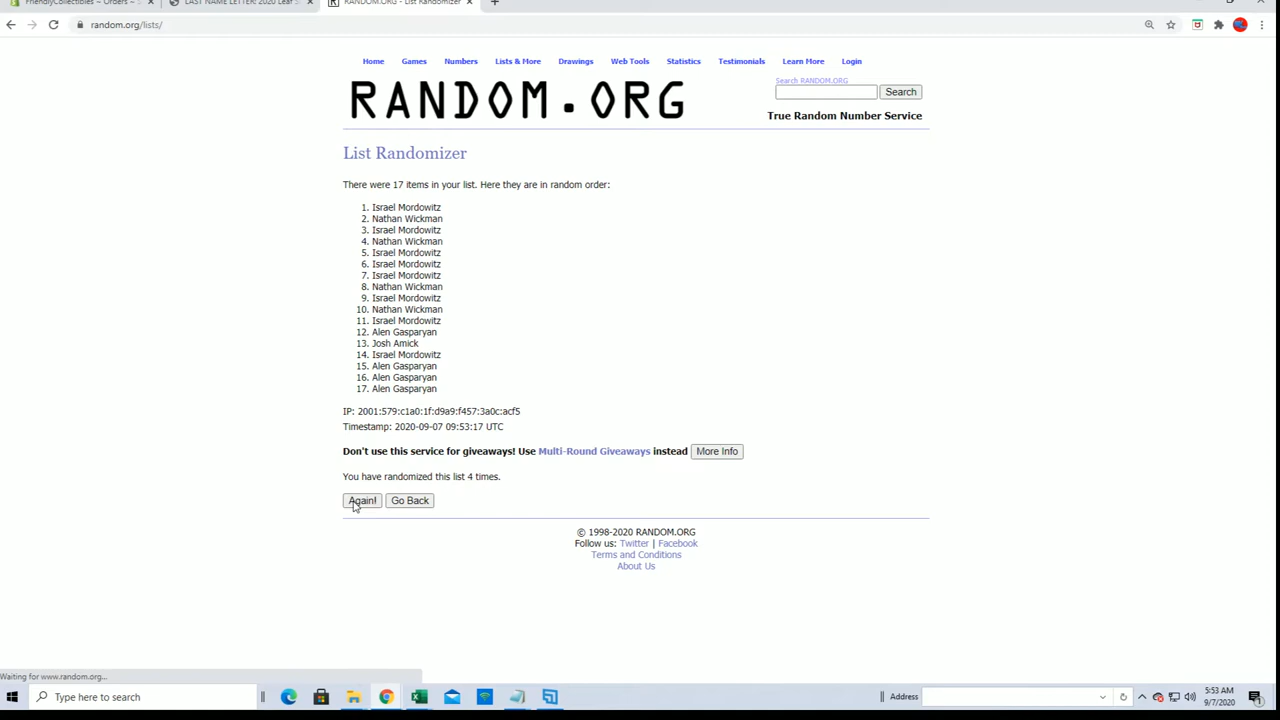 FriendlyCollectibles – Orders –
LAST NAME LETTER: 2020 Leaf
RANDOM.ORG - List Randomizer
random.org/lists/
Home Games Numbers Lists & More Drawings Web Tools Statistics Testimonials Learn More Login
RANDOM.ORG
Search RANDOM.ORG
Search
True Random Number Service
List Randomizer
There were 17 items in your list. Here they are in random order:
1. Israel Mordowitz
2. Nathan Wickman
3. Israel Mordowitz
4. Nathan Wickman
5. Israel Mordowitz
6. Israel Mordowitz
7. Israel Mordowitz
8. Nathan Wickman
9. Israel Mordowitz
10. Nathan Wickman
11. Israel Mordowitz
12. Alen Gasparyan
13. Josh Amick
14. Israel Mordowitz
15. Alen Gasparyan
16. Alen Gasparyan
17. Alen Gasparyan
IP: 2001:579:c1a0:1f:d9a9:f457:3a0c:acf5
Timestamp: 2020-09-07 09:53:17 UTC
Don't use this service for giveaways! Use Multi-Round Giveaways instead More Info
You have randomized this list 4 times.
Again! Go Back
© 1998-2020 RANDOM.ORG
Follow us: Twitter | Facebook
Terms and Conditions
About Us
Waiting for www.random.org...
Type here to search
Address
5:53 AM
9/7/2020